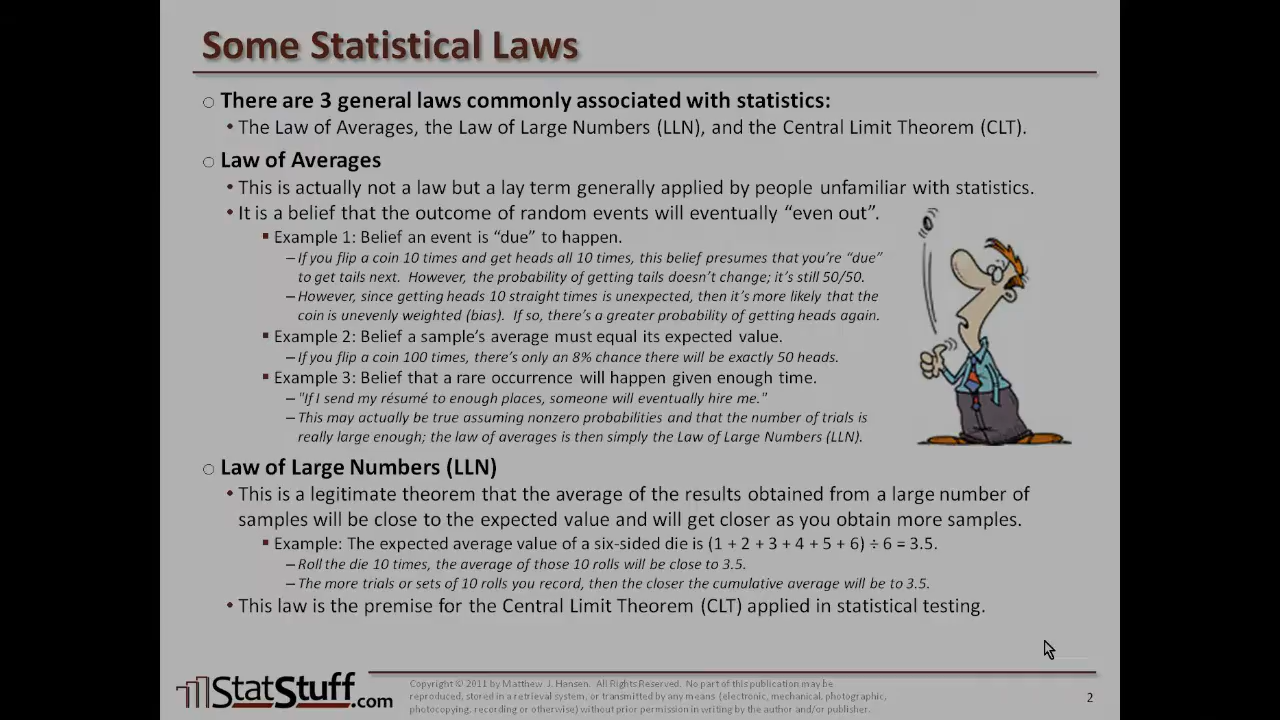 Some Statistical Laws
○ There are 3 general laws commonly associated with statistics:
• The Law of Averages, the Law of Large Numbers (LLN), and the Central Limit Theorem (CLT).
○ Law of Averages
• This is actually not a law but a lay term generally applied by people unfamiliar with statistics.
• It is a belief that the outcome of random events will eventually “even out”.
▪ Example 1: Belief an event is “due” to happen.
– If you flip a coin 10 times and get heads all 10 times, this belief presumes that you’re “due”
to get tails next. However, the probability of getting tails doesn’t change; it’s still 50/50.
– However, since getting heads 10 straight times is unexpected, then it’s more likely that the
coin is unevenly weighted (bias). If so, there’s a greater probability of getting heads again.
▪ Example 2: Belief a sample’s average must equal its expected value.
– If you flip a coin 100 times, there’s only an 8% chance there will be exactly 50 heads.
▪ Example 3: Belief that a rare occurrence will happen given enough time.
– "If I send my résumé to enough places, someone will eventually hire me."
– This may actually be true assuming nonzero probabilities and that the number of trials is
really large enough; the law of averages is then simply the Law of Large Numbers (LLN).
○ Law of Large Numbers (LLN)
• This is a legitimate theorem that the average of the results obtained from a large number of
samples will be close to the expected value and will get closer as you obtain more samples.
▪ Example: The expected average value of a six-sided die is (1 + 2 + 3 + 4 + 5 + 6) ÷ 6 = 3.5.
– Roll the die 10 times, the average of those 10 rolls will be close to 3.5.
– The more trials or sets of 10 rolls you record, then the closer the cumulative average will be to 3.5.
• This law is the premise for the Central Limit Theorem (CLT) applied in statistical testing.
StatStuff.com
Copyright © 2011 by Matthew. J. Hansen. All Rights Reserved. No part of this publication may be
reproduced, stored in a retrieval system, or transmitted by any means (electronic, mechanical, photographic,
photocopying, recording or otherwise) without prior permission in writing by the author and/or publisher.
2